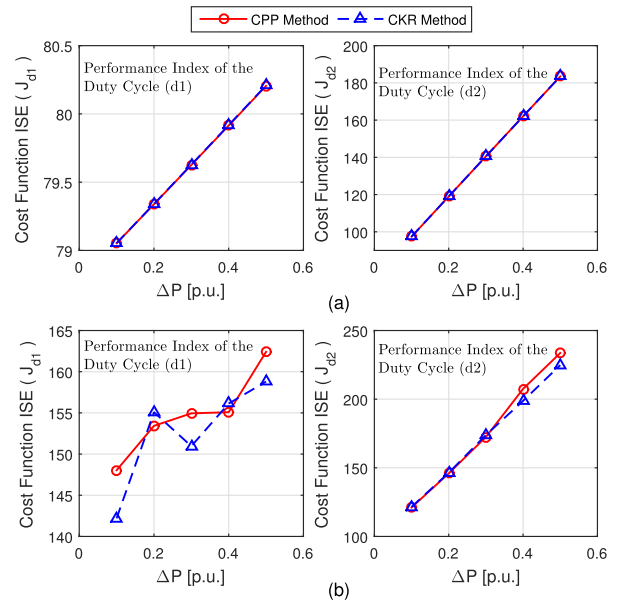 CPP Method CKR Method
Performance Index of the
Duty Cycle (d1)
Cost Function ISE ( J_d1 )
80.5
80
79.5
79
0 0.2 0.4 0.6
ΔP [p.u.]
Performance Index of the
Duty Cycle (d2)
Cost Function ISE ( J_d2 )
200
180
160
140
120
100
0 0.2 0.4 0.6
ΔP [p.u.]
(a)
Performance Index of the
Duty Cycle (d1)
Cost Function ISE ( J_d1 )
165
160
155
150
145
140
0 0.2 0.4 0.6
ΔP [p.u.]
Performance Index of the
Duty Cycle (d2)
Cost Function ISE ( J_d2 )
250
200
150
100
0 0.2 0.4 0.6
ΔP [p.u.]
(b)